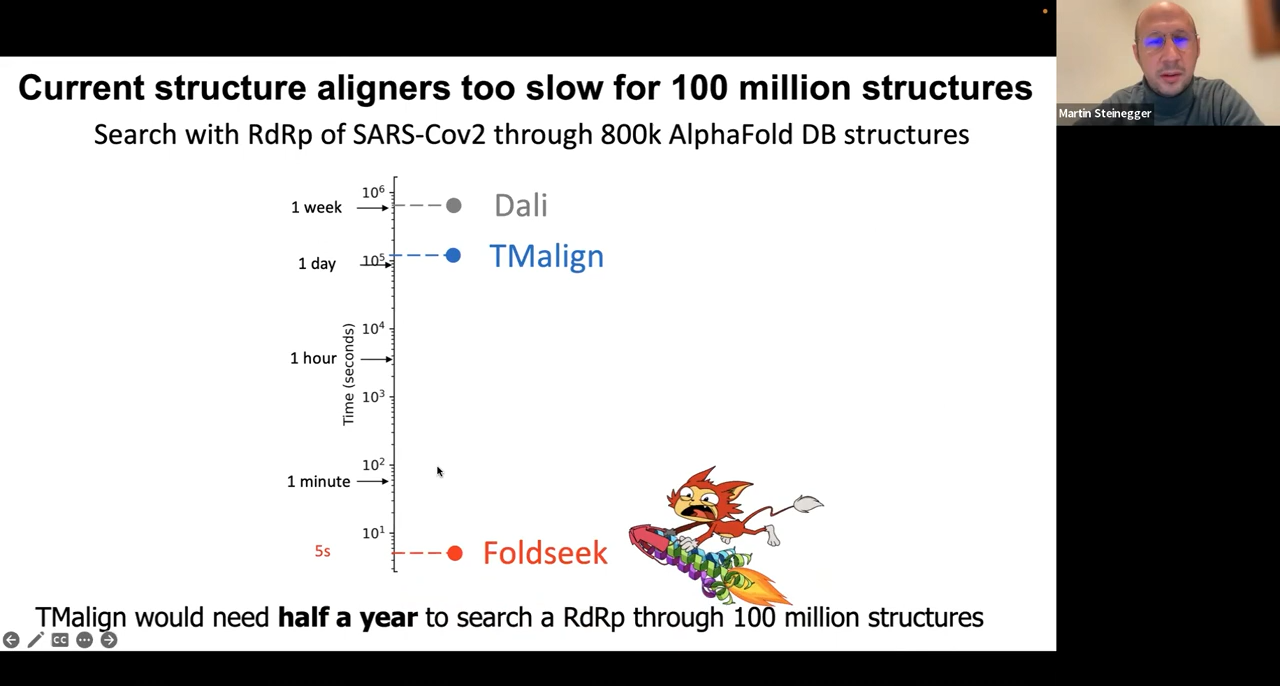 Current structure aligners too slow for 100 million structures
Search with RdRp of SARS-Cov2 through 800k AlphaFold DB structures
10⁶
1 week
Dali
TMalign
10⁵
1 day
10⁴
1 hour
Time (seconds)
10³
10²
1 minute
10¹
5s
Foldseek
TMalign would need half a year to search a RdRp through 100 million structures
CC
Martin Steinegger